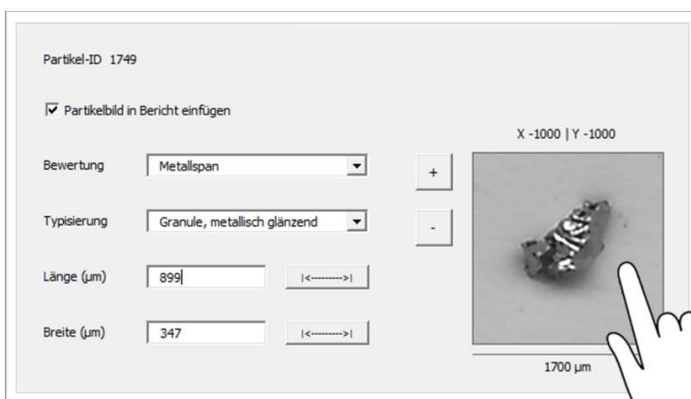 Partikel-ID 1749
Partikelbild in Bericht einfügen
X -1000 | Y -1000
Bewertung Metallspan +
Typisierung Granule, metallisch glänzend -
Länge (µm) 899 |<--------->|
Breite (µm) 347 |<--------->|
1700 µm